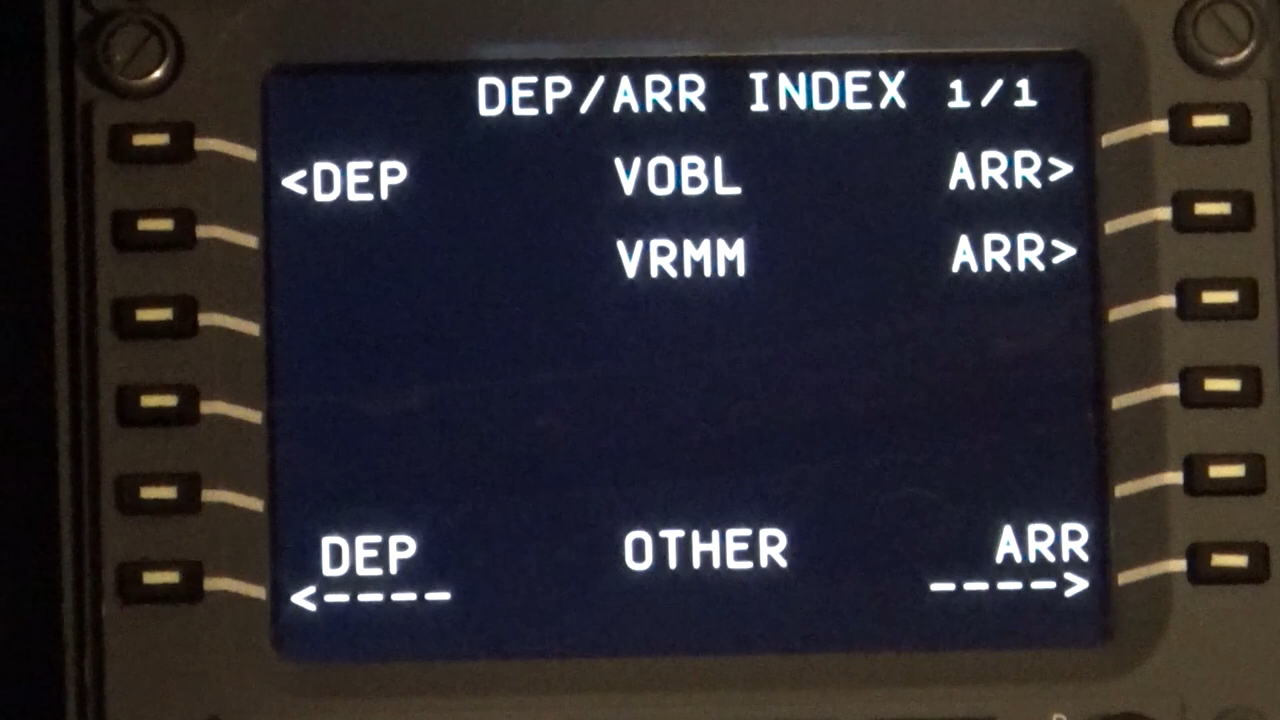 DEP/ARR INDEX 1/1
<DEP VOBL ARR>
VRMM ARR>
DEP OTHER ARR
<---- ---->